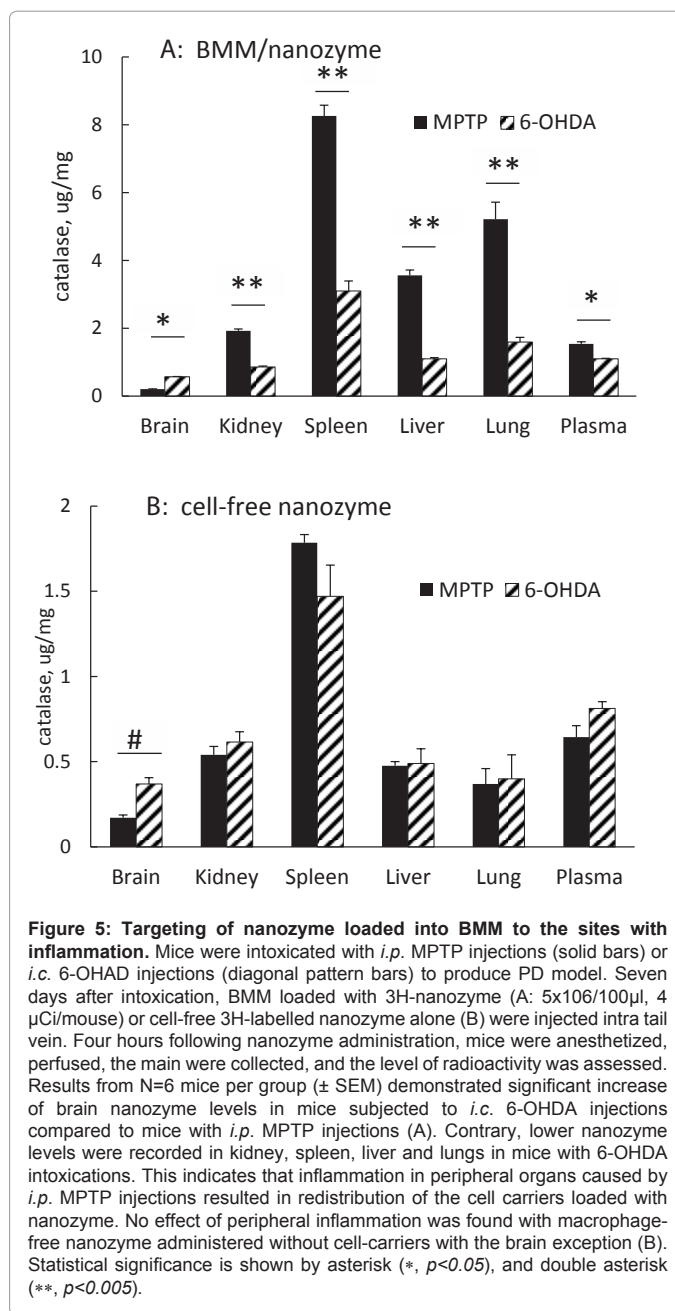 A: BMM/nanozyme
10
8
6
4
2
0
catalase, ug/mg
MPTP 6-OHDA
*
**
**
**
**
*
Brain Kidney Spleen Liver Lung Plasma
B: cell-free nanozyme
2
1.5
1
0.5
0
catalase, ug/mg
MPTP 6-OHDA
#
Brain Kidney Spleen Liver Lung Plasma
Figure 5: Targeting of nanozyme loaded into BMM to the sites with
inflammation. Mice were intoxicated with i.p. MPTP injections (solid bars) or
i.c. 6-OHAD injections (diagonal pattern bars) to produce PD model. Seven
days after intoxication, BMM loaded with 3H-nanozyme (A: 5x106/100µl, 4
µCi/mouse) or cell-free 3H-labelled nanozyme alone (B) were injected intra tail
vein. Four hours following nanozyme administration, mice were anesthetized,
perfused, the main were collected, and the level of radioactivity was assessed.
Results from N=6 mice per group (± SEM) demonstrated significant increase
of brain nanozyme levels in mice subjected to i.c. 6-OHDA injections
compared to mice with i.p. MPTP injections (A). Contrary, lower nanozyme
levels were recorded in kidney, spleen, liver and lungs in mice with 6-OHDA
intoxications. This indicates that inflammation in peripheral organs caused by
i.p. MPTP injections resulted in redistribution of the cell carriers loaded with
nanozyme. No effect of peripheral inflammation was found with macrophage-
free nanozyme administered without cell-carriers with the brain exception (B).
Statistical significance is shown by asterisk (*, p<0.05), and double asterisk
(**, p<0.005).